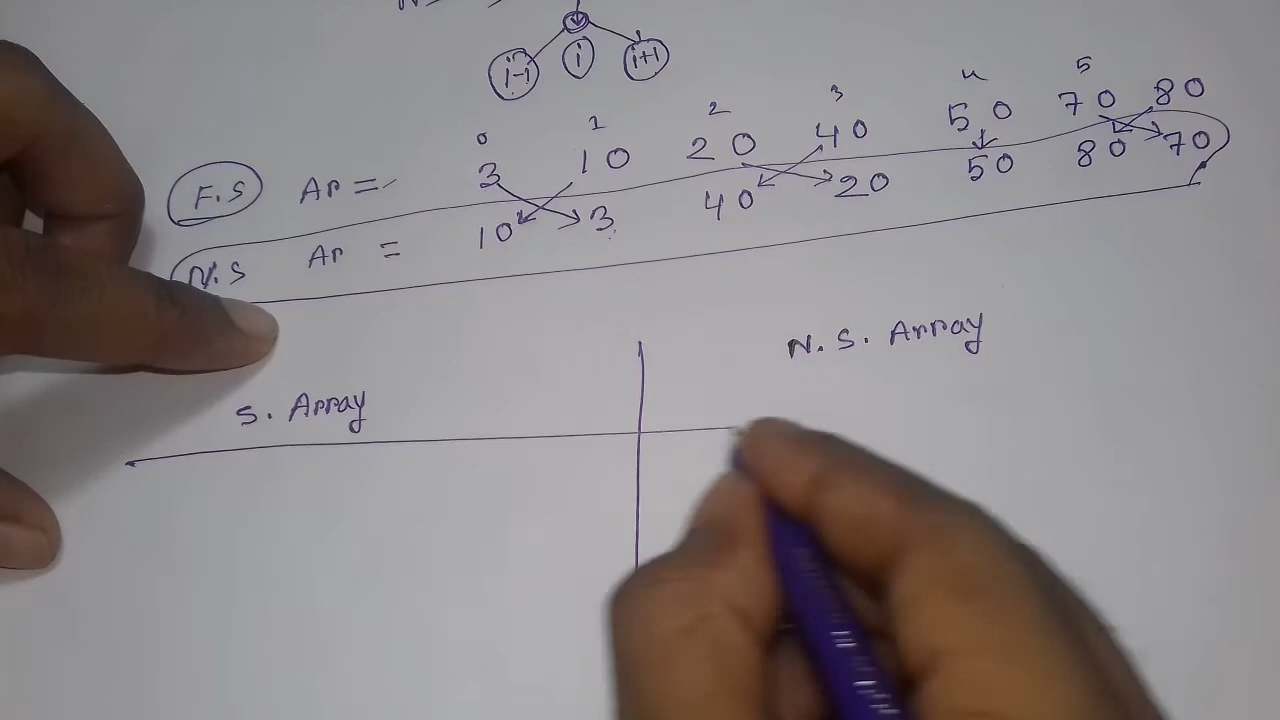 i-1 i i+1
0 1 2 3 4 5
F.S Ar = 3 10 20 40 50 70 80
N.S Ar = 10 3 40 20 50 80 70
S. Array N. S. Array